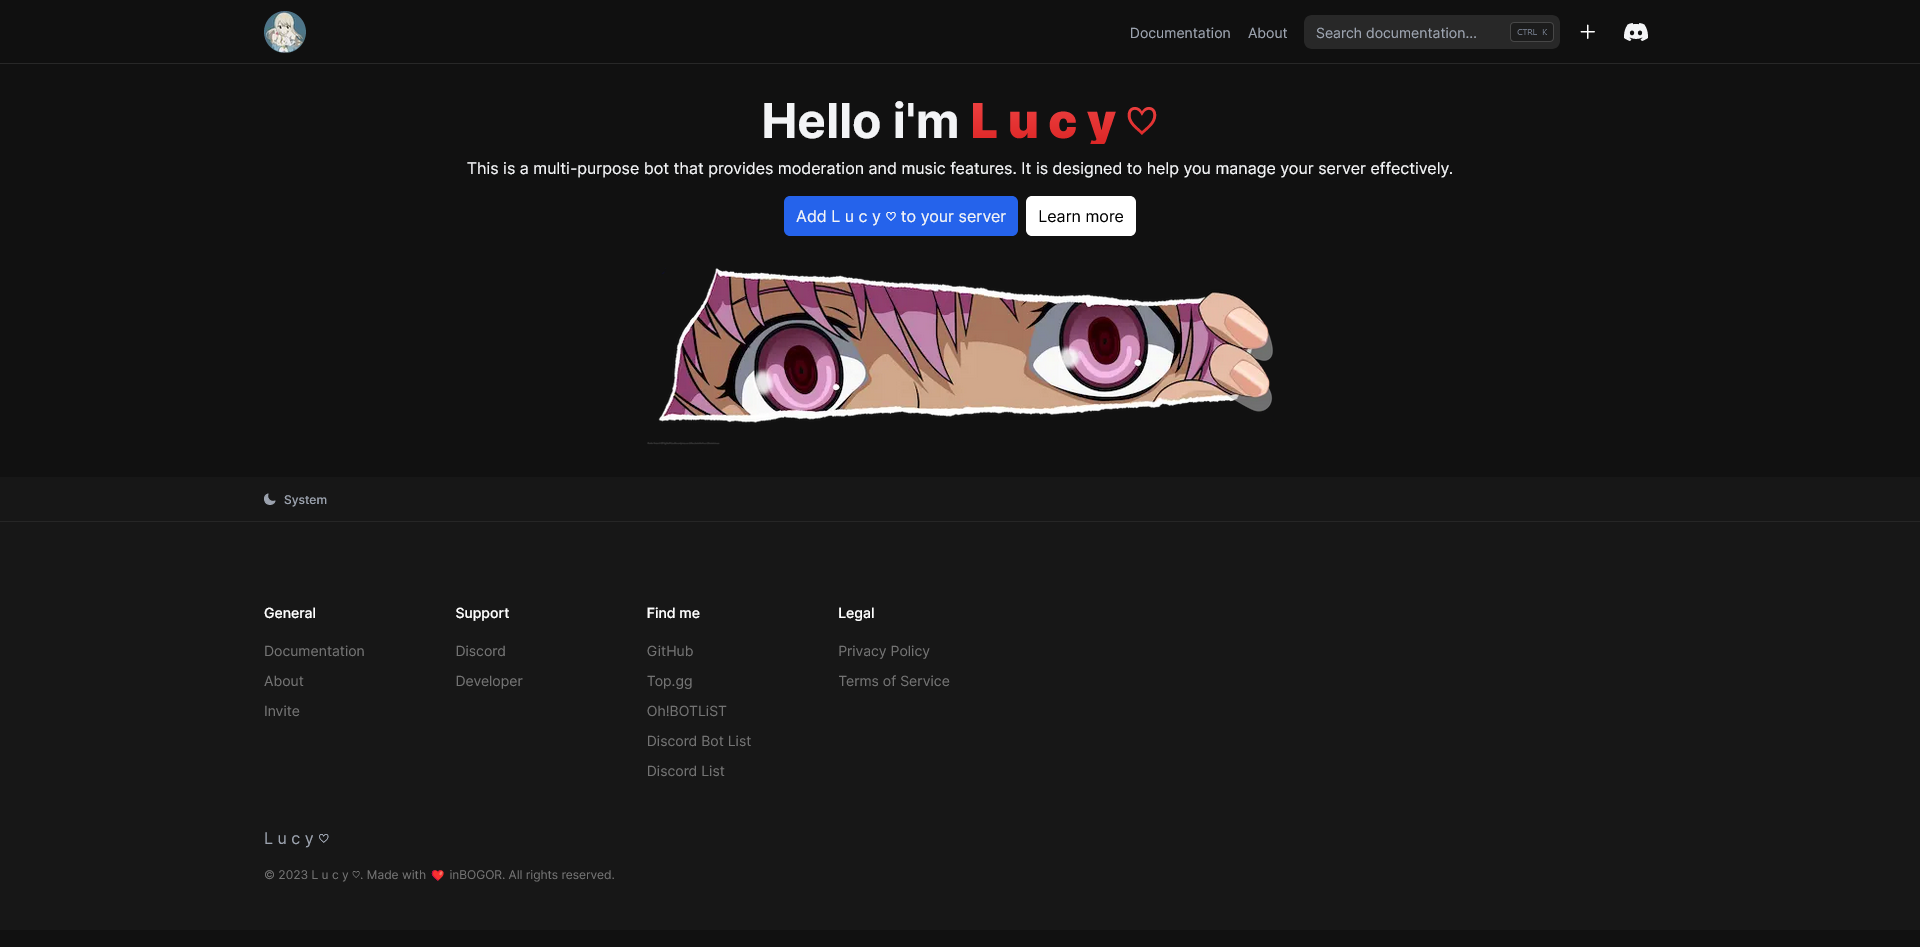 Documentation About Search documentation... CTRL K
Hello i'm L u c y ♡
This is a multi-purpose bot that provides moderation and music features. It is designed to help you manage your server effectively.
Add L u c y ♡ to your server
Learn more
System
General
Documentation
About
Invite
Support
Discord
Developer
Find me
GitHub
Top.gg
Oh!BOTLiST
Discord Bot List
Discord List
Legal
Privacy Policy
Terms of Service
L u c y ♡
© 2023 L u c y ♡. Made with ❤️ inBOGOR. All rights reserved.